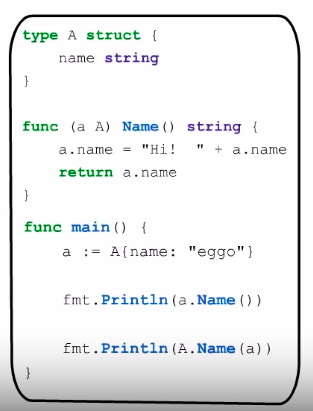 type A struct {
    name string
}
func (a A) Name() string {
    a.name = "Hi!  " + a.name
    return a.name
}
func main() {
    a := A{name: "eggo"}
    fmt.Println(a.Name())
    fmt.Println(A.Name(a))
}